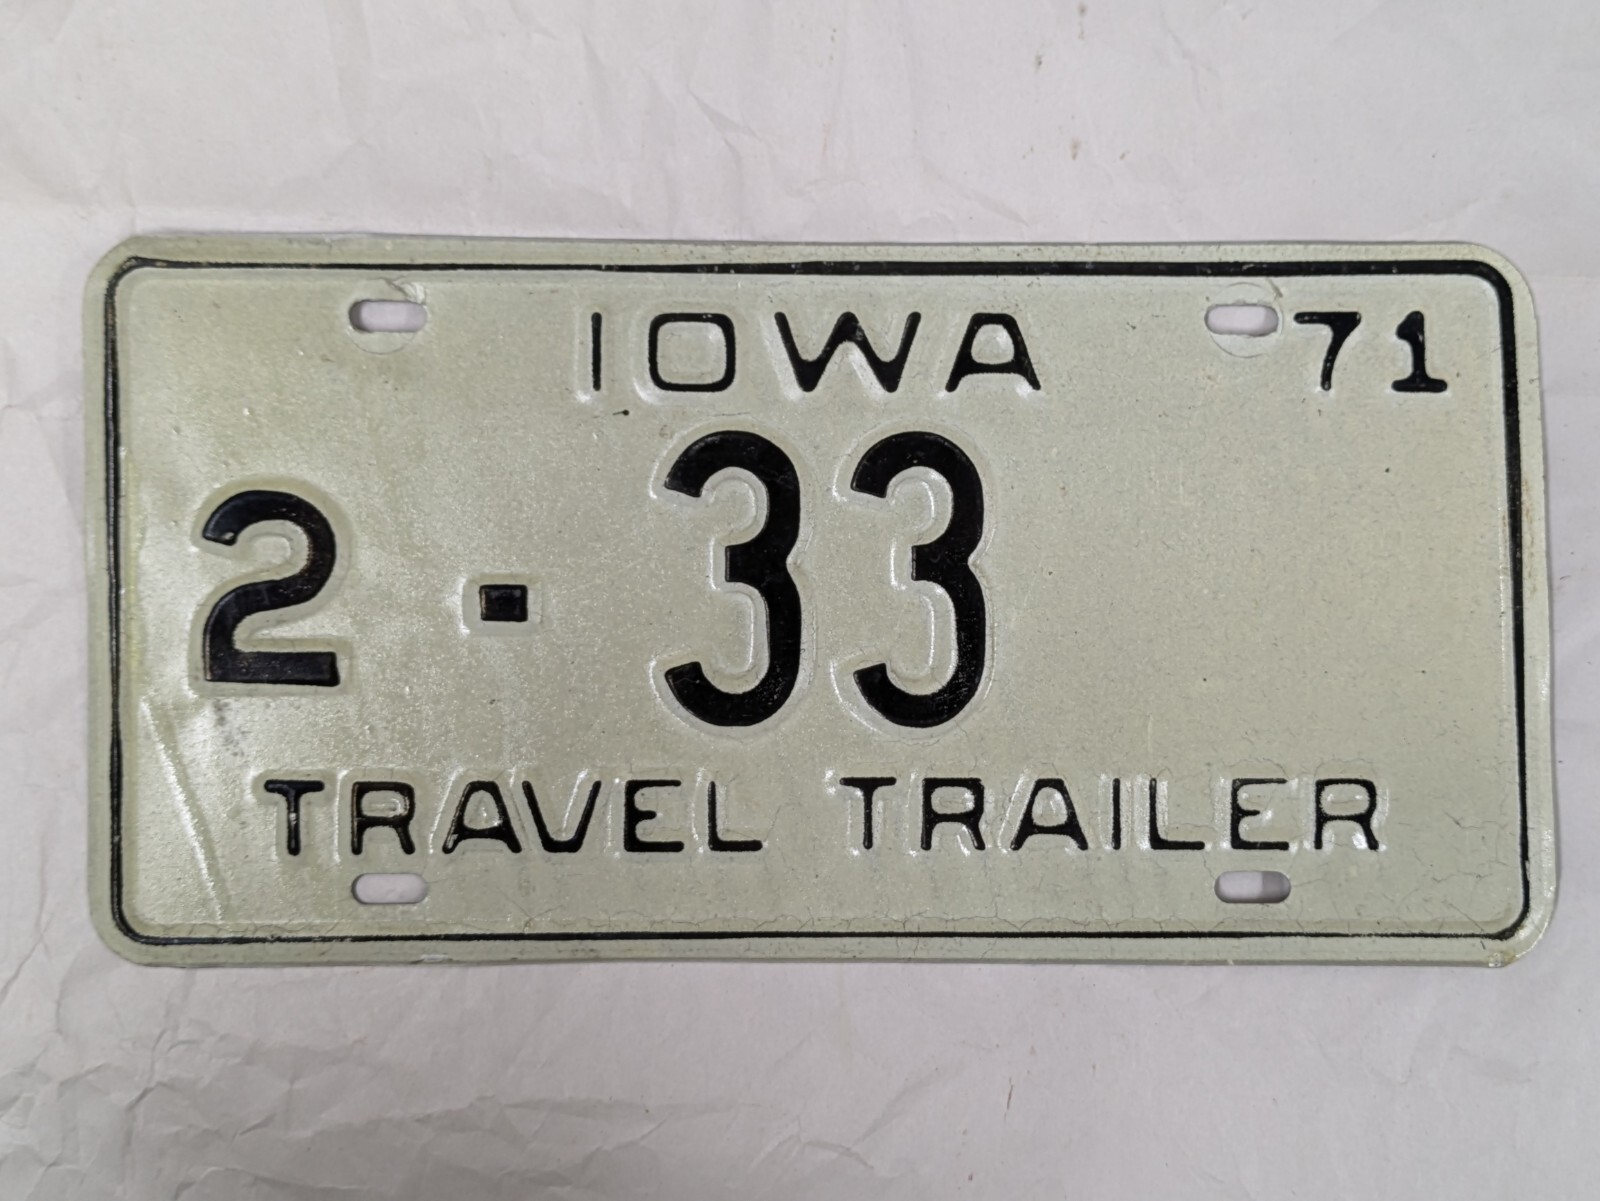 IOWA 71
2-33
TRAVEL TRAILER